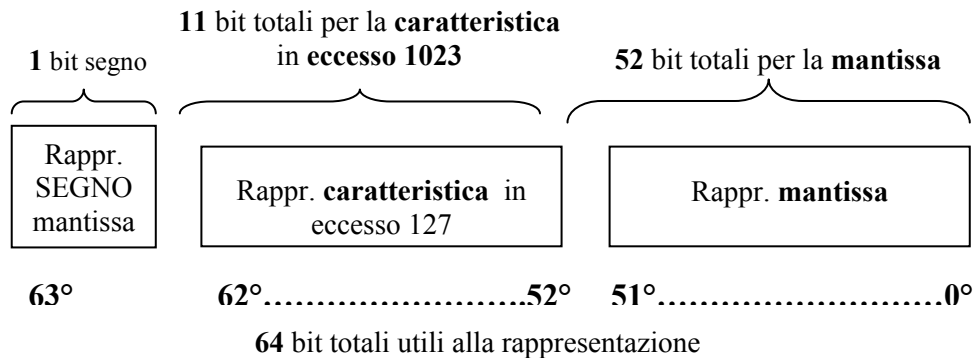 11 bit totali per la caratteristica
in eccesso 1023
1 bit segno
52 bit totali per la mantissa
Rappr.
SEGNO
mantissa
Rappr. caratteristica in
eccesso 127
Rappr. mantissa
63° 62°............................52° 51°............................0°
64 bit totali utili alla rappresentazione